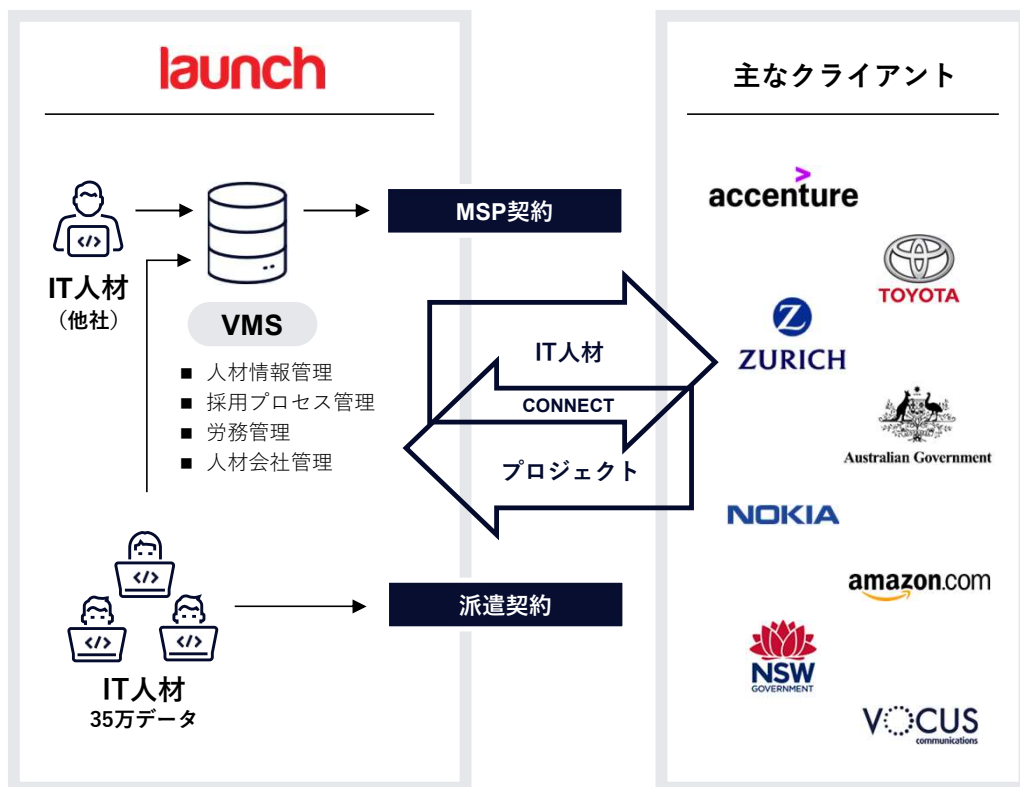 launch
IT人材
（他社）
</>
VMS
■ 人材情報管理
■ 採用プロセス管理
■ 労務管理
■ 人材会社管理
</>
</>
</>
IT人材
35万データ
MSP契約
IT人材
CONNECT
プロジェクト
派遣契約
主なクライアント
accenture
TOYOTA
Z
ZURICH
Australian Government
NOKIA
amazon.com
NSW
GOVERNMENT
VOCUS
communications